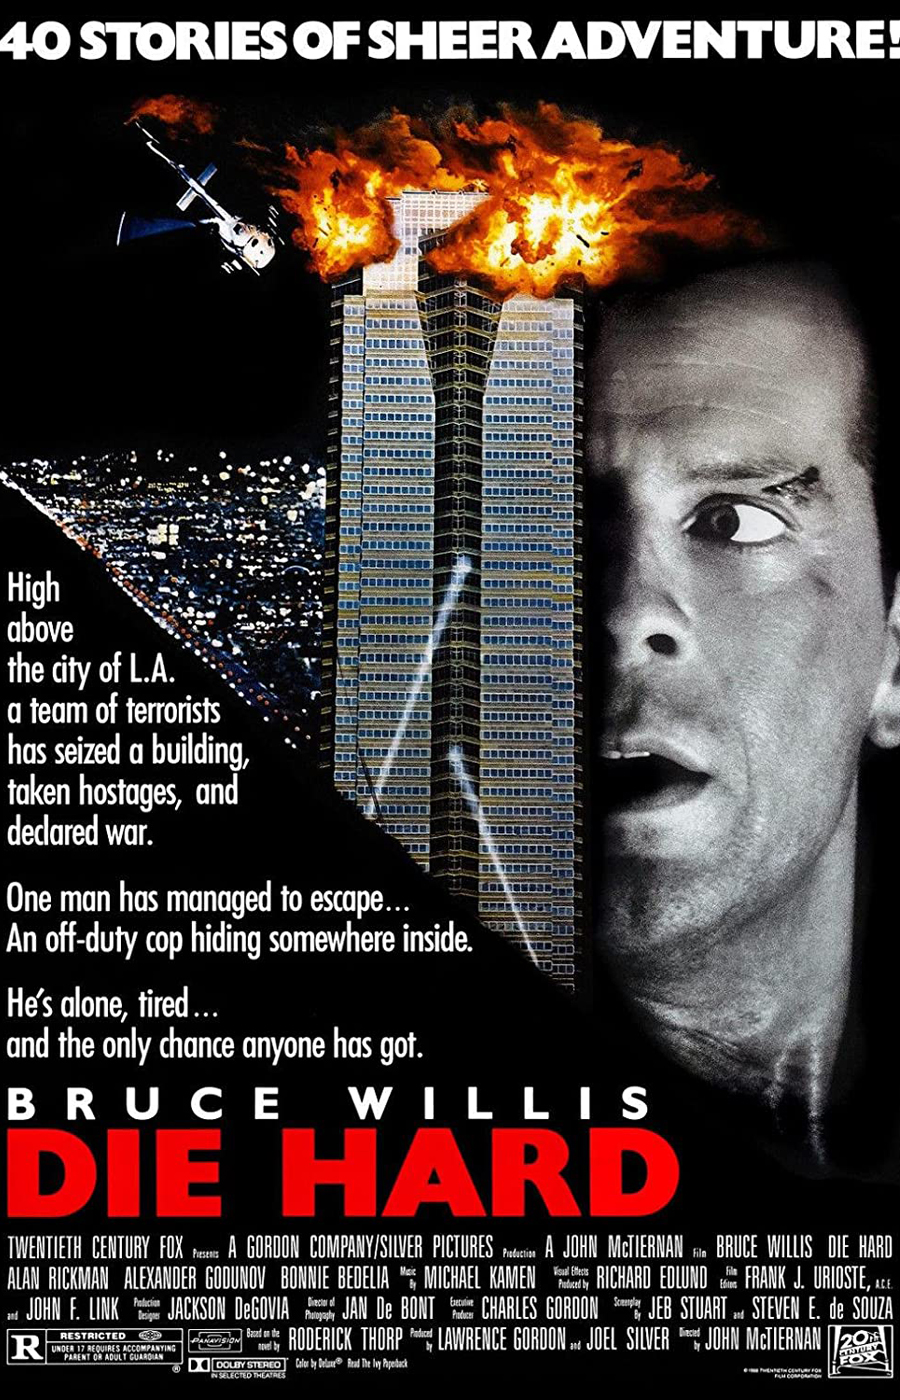 40 STORIES OF SHEER ADVENTURE!
High
above
the city of L.A.
a team of terrorists
has seized a building,
taken hostages, and
declared war.
One man has managed to escape...
An off-duty cop hiding somewhere inside.
He's alone, tired...
and the only chance anyone has got.
BRUCE WILLIS
DIE HARD
TWENTIETH CENTURY FOX Presents A GORDON COMPANY/SILVER PICTURES Production A JOHN McTIERNAN Film BRUCE WILLIS DIE HARD
ALAN RICKMAN ALEXANDER GODUNOV BONNIE BEDELIA Music By MICHAEL KAMEN Visual Effects Produced by RICHARD EDLUND Film Editors FRANK J. URIOSTE, A.C.E.
and JOHN F. LINK Production Designer JACKSON DeGOVIA Director of Photography JAN De BONT Executive Producer CHARLES GORDON Screenplay By JEB STUART and STEVEN E. de SOUZA
R RESTRICTED
UNDER 17 REQUIRES ACCOMPANYING
PARENT OR ADULT GUARDIAN
®
PANAVISION® Based on the novel by RODERICK THORP Produced by LAWRENCE GORDON and JOEL SILVER Directed by JOHN McTIERNAN
DOLBY STEREO
IN SELECTED THEATRES
Color by DeLuxe® Read The Ivy Paperback
© 1988 TWENTIETH CENTURY FOX
FILM CORPORATION
20TH
CENTURY
FOX